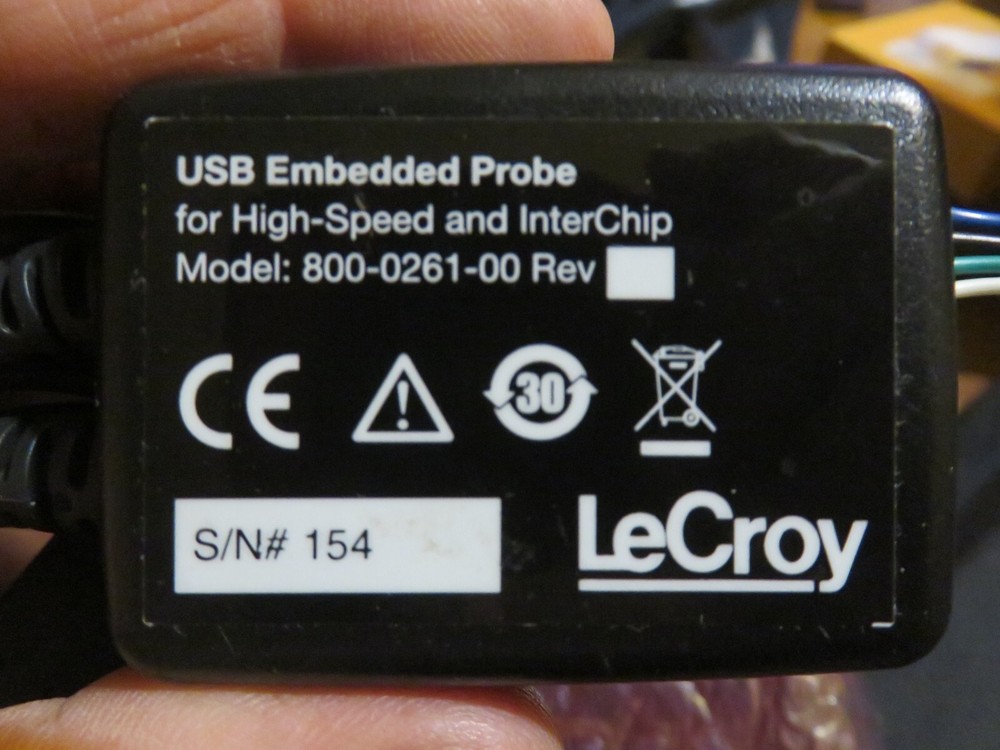 USB Embedded Probe
for High-Speed and InterChip
Model: 800-0261-00 Rev
CE
30
S/N# 154
LeCroy